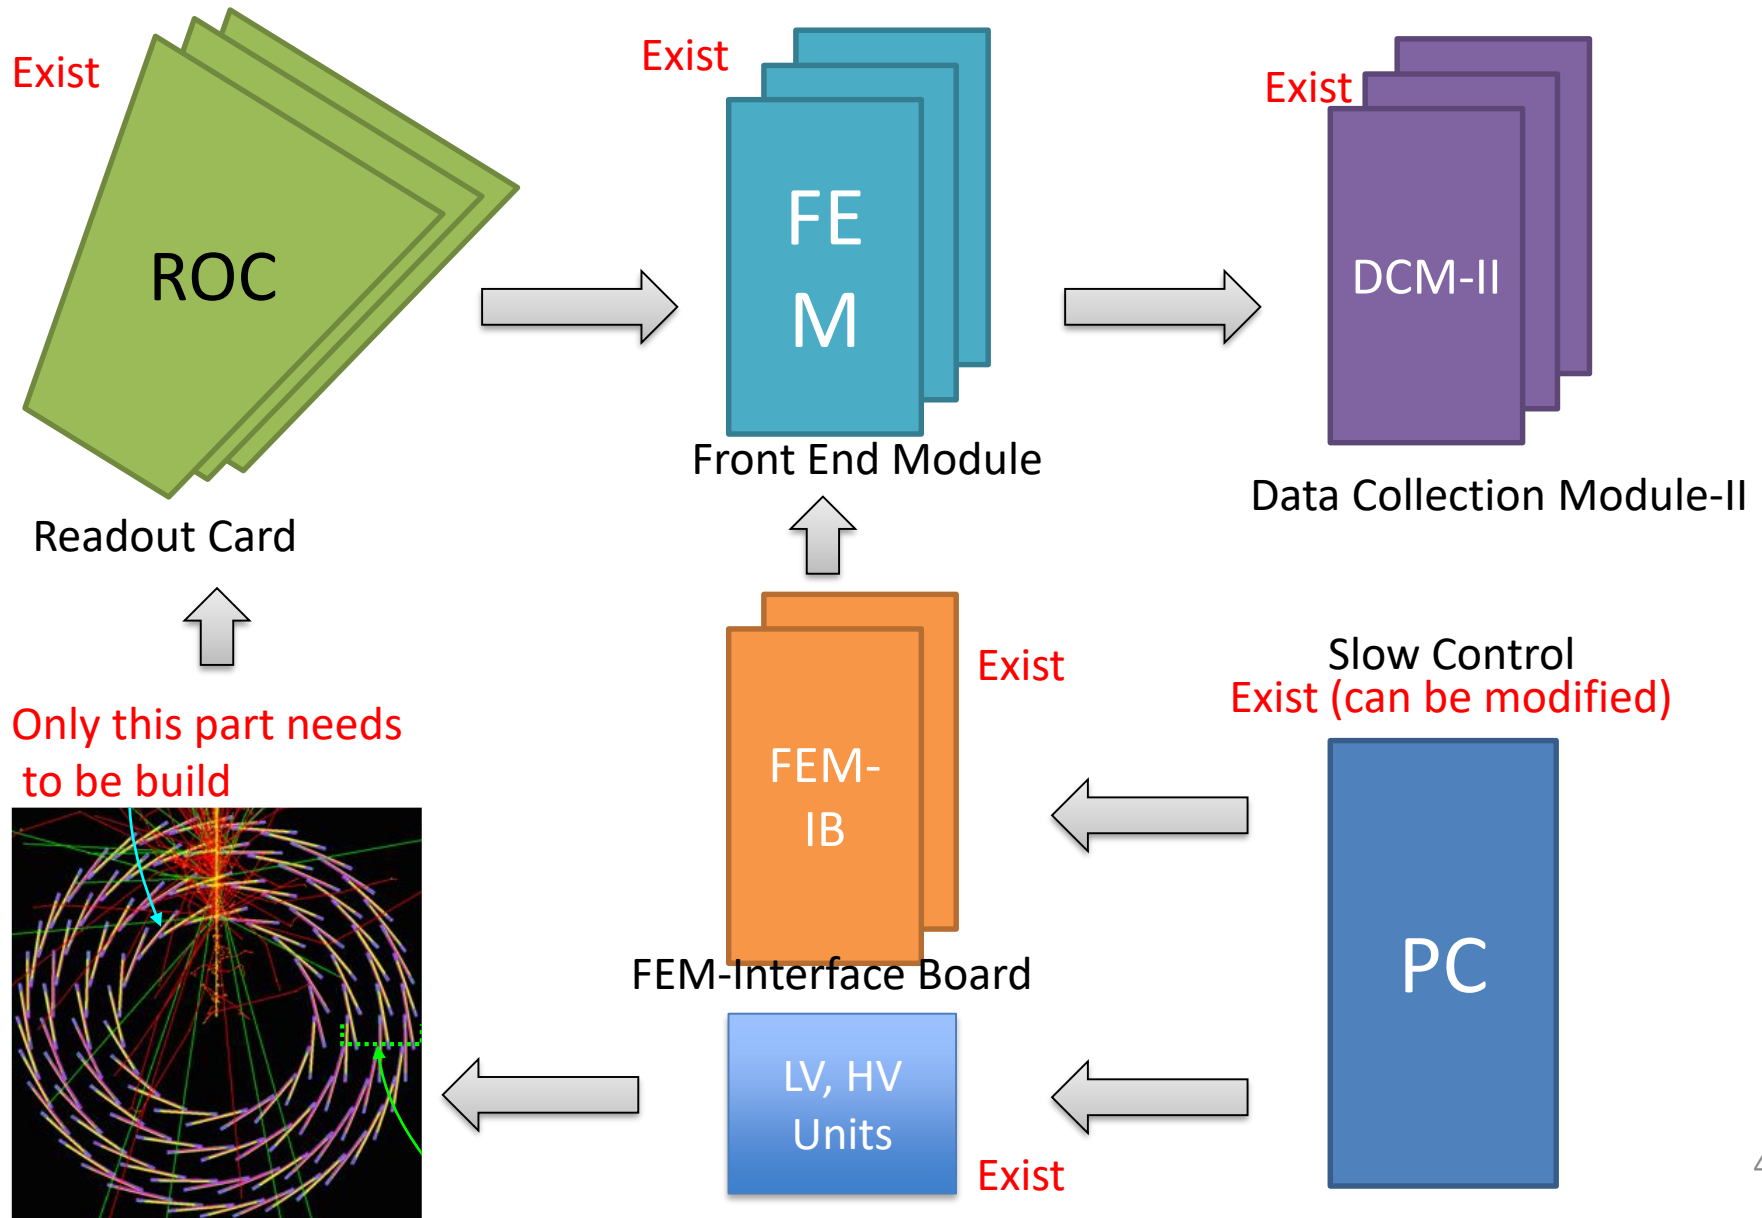 Exist
ROC
Readout Card
Exist
FE
M
Front End Module
Exist
DCM-II
Data Collection Module-II
Only this part needs
to be build
Exist
FEM-
IB
FEM-Interface Board
Slow Control
Exist (can be modified)
PC
LV, HV
Units
Exist
4